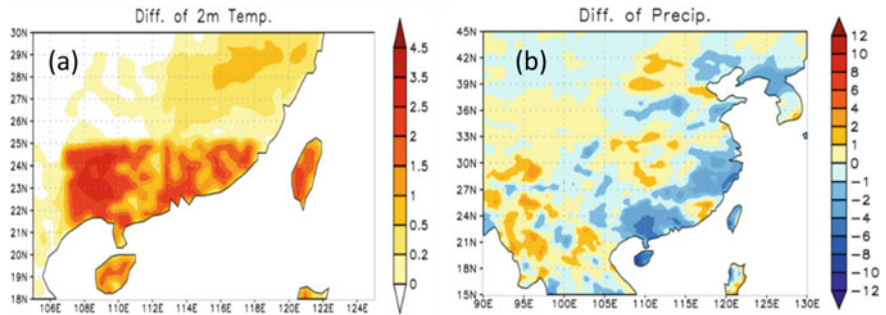 Diff. of 2m Temp.
(a)
30N
29N
28N
27N
26N
25N
24N
23N
22N
21N
20N
19N
18N
106E 108E 110E 112E 114E 116E 118E 120E 122E 124E
4.5
4
3.5
3
2.5
2
1.5
1
0.5
0.2
0
Diff. of Precip.
(b)
45N
42N
39N
36N
33N
30N
27N
24N
21N
18N
15N
90E 95E 100E 105E 110E 115E 120E 125E 130E
12
10
8
6
4
2
1
0
-1
-2
-4
-6
-8
-10
-12